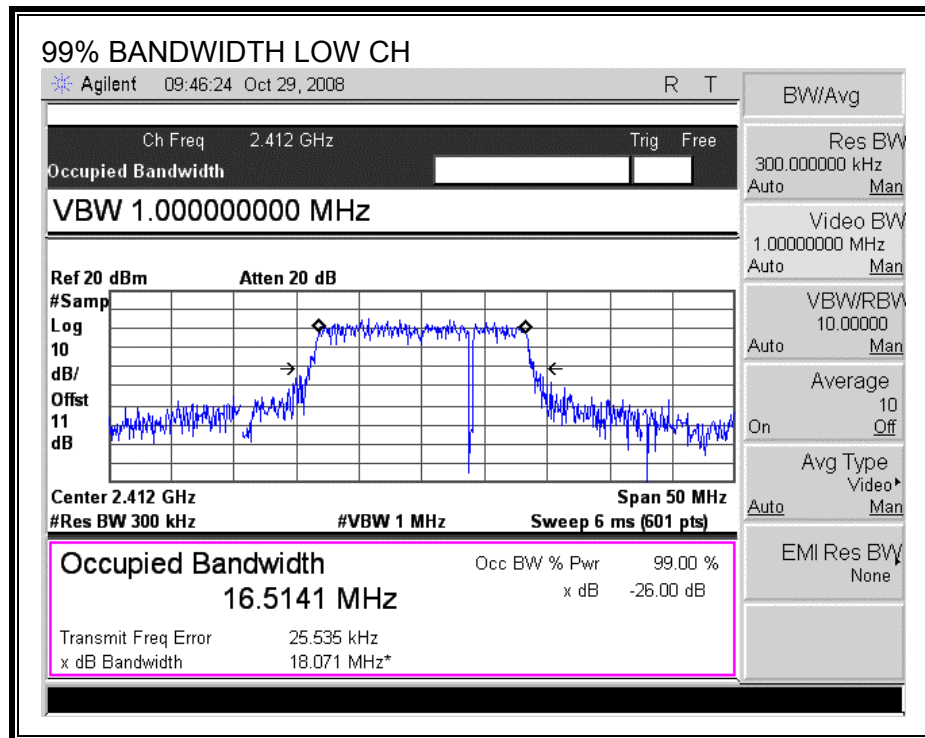 99% BANDWIDTH LOW CH
Agilent 09:46:24 Oct 29, 2008 R T
Ch Freq 2.412 GHz Trig Free
Occupied Bandwidth
VBW 1.000000000 MHz
Ref 20 dBm Atten 20 dB
#Samp
Log
10
dB/
Offst
11
dB
Center 2.412 GHz Span 50 MHz
#Res BW 300 kHz #VBW 1 MHz Sweep 6 ms (601 pts)
Occupied Bandwidth Occ BW % Pwr 99.00 %
16.5141 MHz x dB -26.00 dB
Transmit Freq Error 25.535 kHz
x dB Bandwidth 18.071 MHz*
BW/Avg
Res BW
300.000000 kHz
Auto Man
Video BW
1.00000000 MHz
Auto Man
VBW/RBW
10.00000
Auto Man
Average
10
On Off
Avg Type
Video
Auto Man
EMI Res BW
None